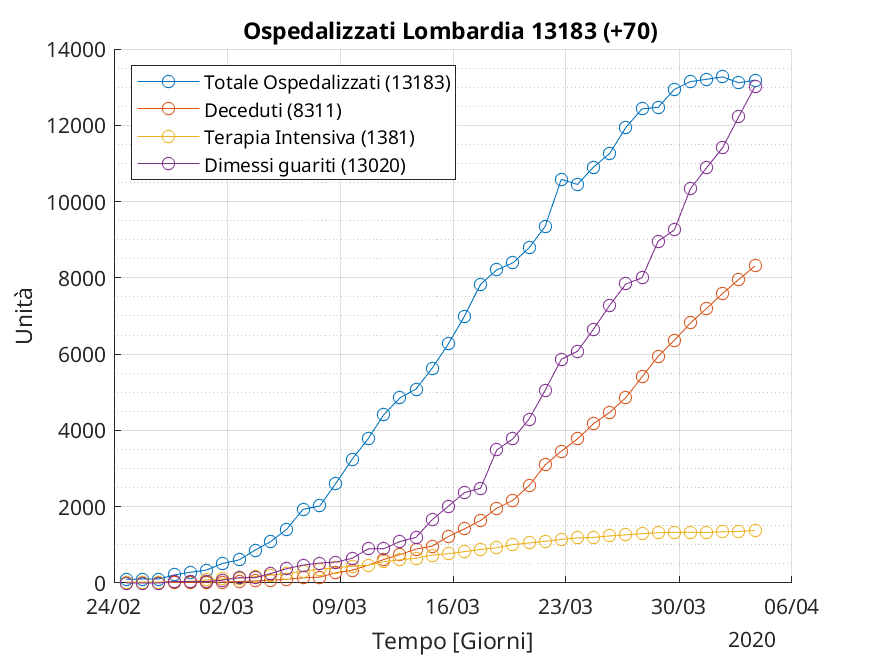 Ospedalizzati Lombardia 13183 (+70)
14000
12000
10000
8000
6000
4000
2000
0
Unità
Totale Ospedalizzati (13183)
Deceduti (8311)
Terapia Intensiva (1381)
Dimessi guariti (13020)
24/02 02/03 09/03 16/03 23/03 30/03 06/04
Tempo [Giorni]
2020